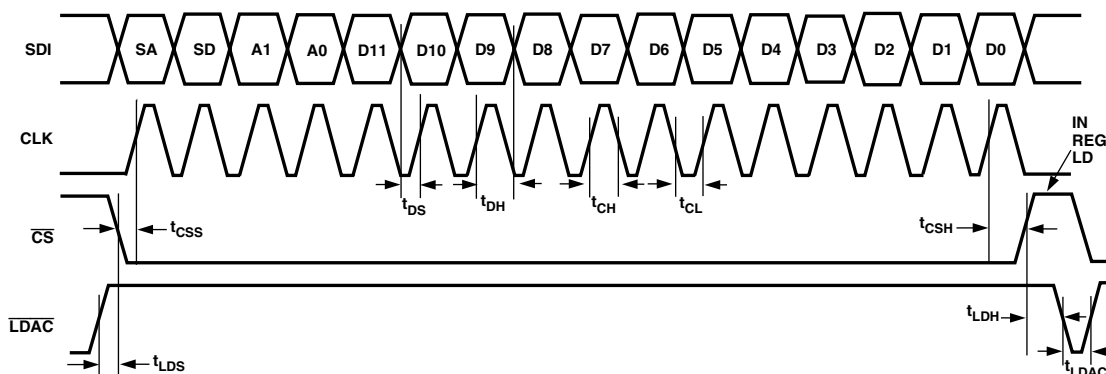 SDI SA SD A1 A0 D11 D10 D9 D8 D7 D6 D5 D4 D3 D2 D1 D0
CLK
IN
REG
LD
tDS tDH tCH tCL
CS tCSS tCSH
LDAC tLDH
tLDS tLDAC